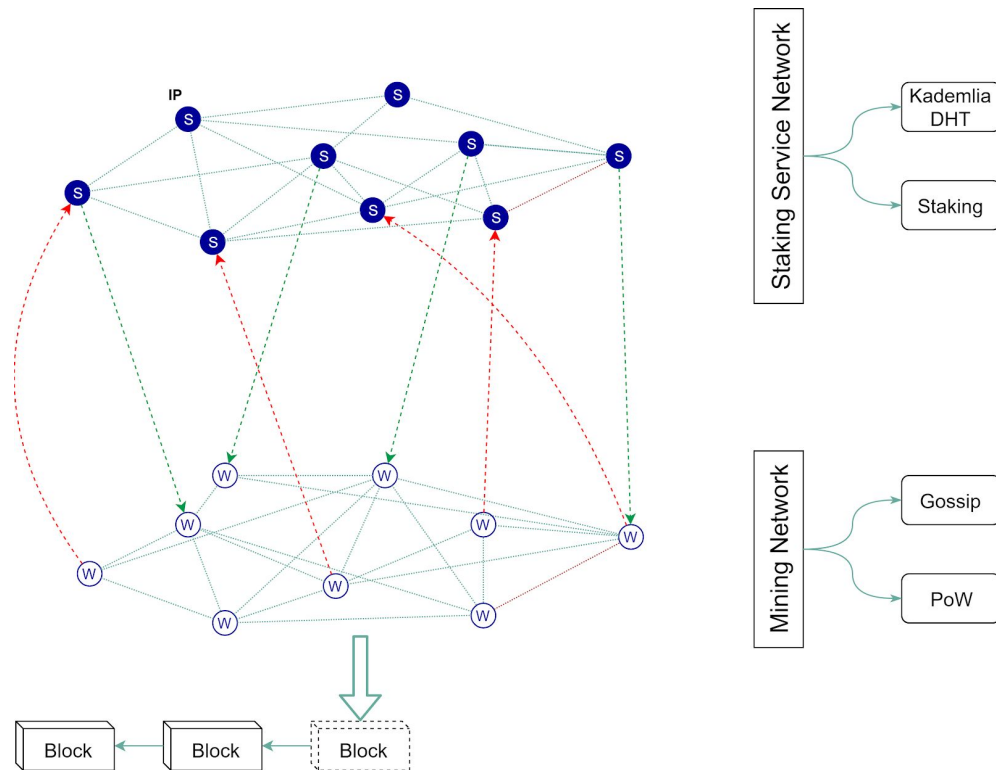 IP
S
S
S
S
S
S
S
S
S
W
W
W
W
W
W
W
W
W
Block
Block
Block
Staking Service Network
Kademlia
DHT
Staking
Mining Network
Gossip
PoW